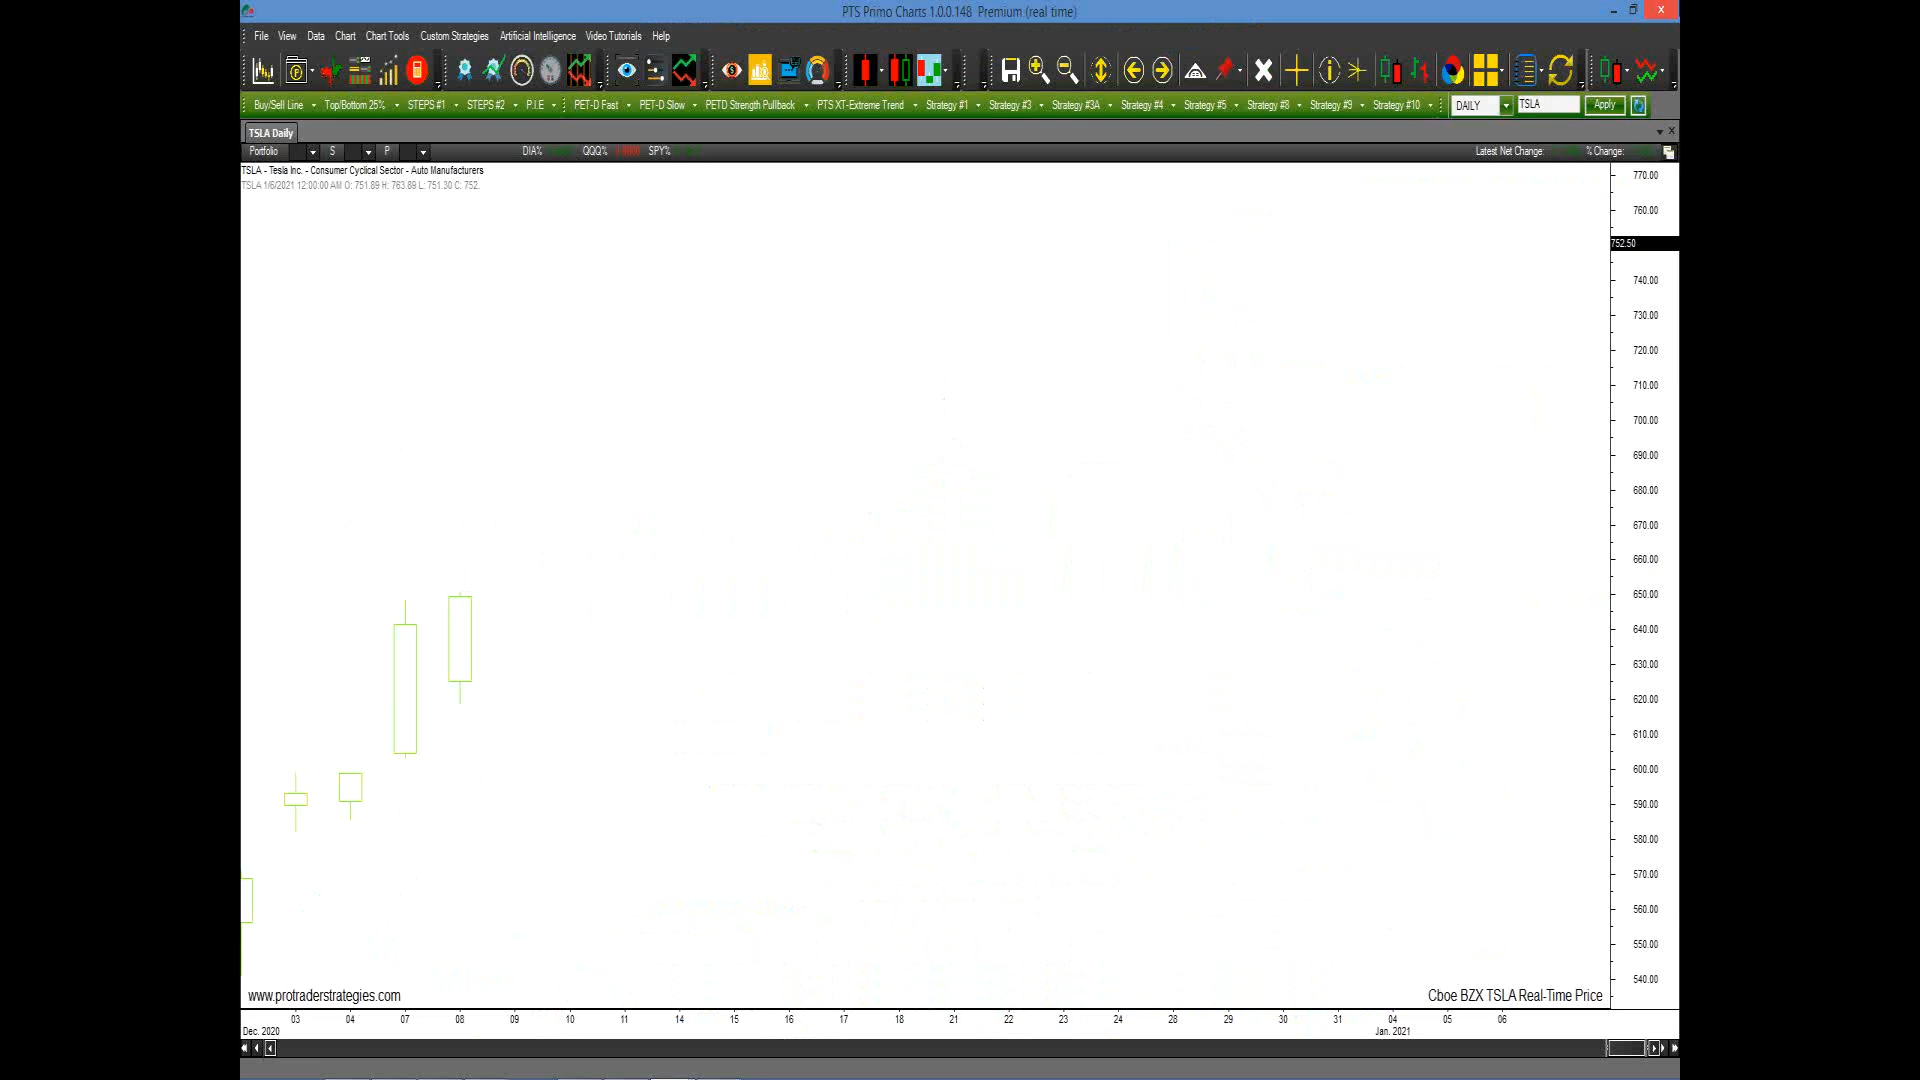 PTS Primo Charts 1.0.0.148 Premium (real time)
File View Data Chart Chart Tools Custom Strategies Artificial Intelligence Video Tutorials Help
Buy/Sell Line Top/Bottom 25% STEPS #1 STEPS #2 P.I.E PET-D Fast PET-D Slow PETD Strength Pullback PTS XT-Extreme Trend Strategy #1 Strategy #3 Strategy #3A Strategy #4 Strategy #5 Strategy #8 Strategy #9 Strategy #10 DAILY TSLA Apply
TSLA Daily
Portfolio S P DIA% QQQ% SPY% Latest Net Change: % Change:
TSLA - Tesla Inc. - Consumer Cyclical Sector - Auto Manufacturers
TSLA 1/6/2021 12:00:00 AM O: 751.89 H: 763.89 L: 751.30 C: 752.
770.00
760.00
752.50
740.00
730.00
720.00
710.00
700.00
690.00
680.00
670.00
660.00
650.00
640.00
630.00
620.00
610.00
600.00
590.00
580.00
570.00
560.00
550.00
540.00
www.protraderstrategies.com Cboe BZX TSLA Real-Time Price
03 04 07 08 09 10 11 14 15 16 17 18 21 22 23 24 28 29 30 31 04 05 06
Dec. 2020 Jan. 2021